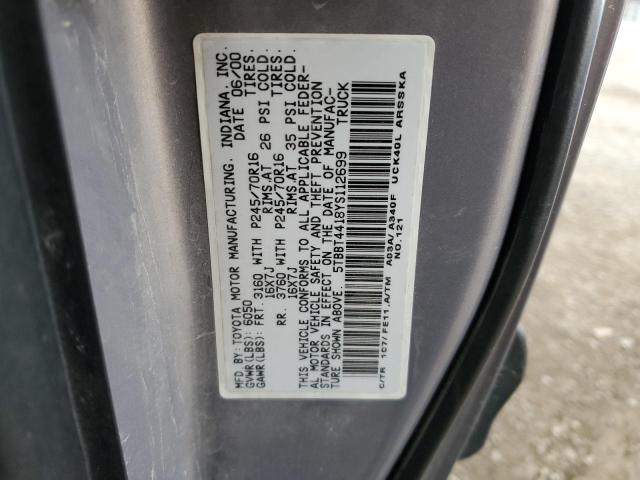 MFD.BY:TOYOTA MOTOR MANUFACTURING, INDIANA, INC.
GVWR(LBS):6050 DATE 06/00
GAWR(LBS):FRT.3160 WITH P245/70R16 TIRES.
16X7J RIMS.AT 26 PSI COLD.
RR. 3760 WITH P245/70R16 TIRES.
16X7J RIMS.AT 35 PSI COLD.
THIS VEHICLE CONFORMS TO ALL APPLICABLE FEDER-
AL MOTOR VEHICLE SAFETY AND THEFT PREVENTION
STANDARDS IN EFFECT ON THE DATE OF MANUFAC-
TURE SHOWN ABOVE. 5TBBT4418YS112699 TRUCK
C/TR 1C7/FE11,A/TM A03A/A340F UCK40L ARSSKA
NO.121